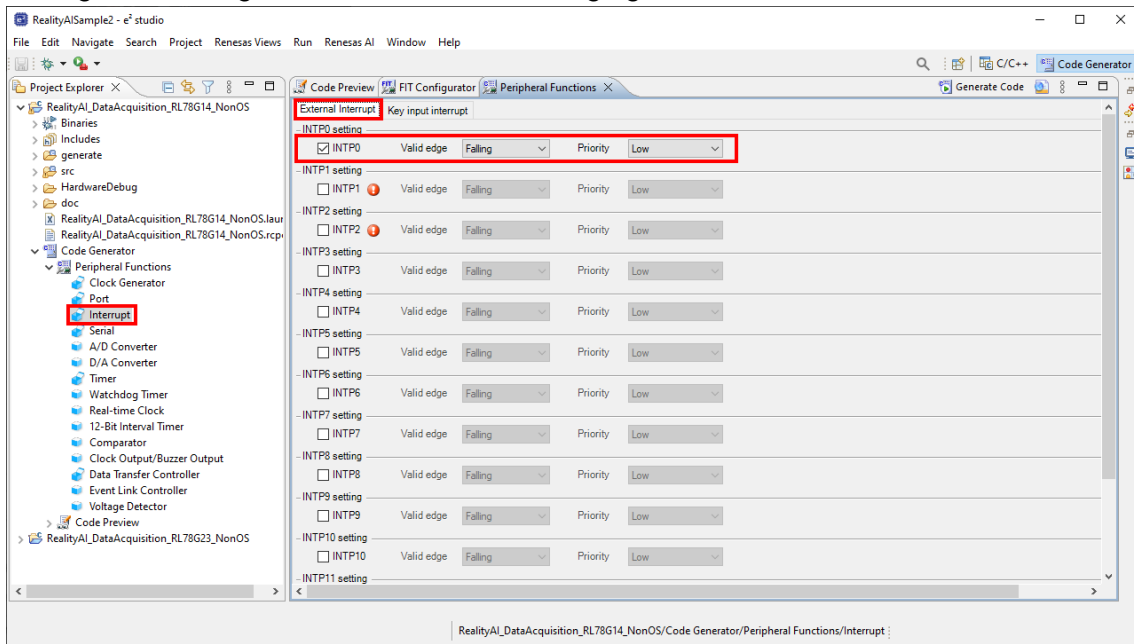 RealityAISample2 - e² studio
File Edit Navigate Search Project Renesas Views Run Renesas AI Window Help
C/C++ Code Generator
Project Explorer
Code Preview FIT Configurator Peripheral Functions
Generate Code
RealityAI_DataAcquisition_RL78G14_NonOS
Binaries
Includes
generate
src
HardwareDebug
doc
RealityAI_DataAcquisition_RL78G14_NonOS.laur
RealityAI_DataAcquisition_RL78G14_NonOS.rcp
Code Generator
Peripheral Functions
Clock Generator
Port
Interrupt
Serial
A/D Converter
D/A Converter
Timer
Watchdog Timer
Real-time Clock
12-Bit Interval Timer
Comparator
Clock Output/Buzzer Output
Data Transfer Controller
Event Link Controller
Voltage Detector
Code Preview
RealityAI_DataAcquisition_RL78G23_NonOS
External Interrupt Key input interrupt
INTP0 setting
INTP0 Valid edge Falling Priority Low
INTP1 setting
INTP1 Valid edge Falling Priority Low
INTP2 setting
INTP2 Valid edge Falling Priority Low
INTP3 setting
INTP3 Valid edge Falling Priority Low
INTP4 setting
INTP4 Valid edge Falling Priority Low
INTP5 setting
INTP5 Valid edge Falling Priority Low
INTP6 setting
INTP6 Valid edge Falling Priority Low
INTP7 setting
INTP7 Valid edge Falling Priority Low
INTP8 setting
INTP8 Valid edge Falling Priority Low
INTP9 setting
INTP9 Valid edge Falling Priority Low
INTP10 setting
INTP10 Valid edge Falling Priority Low
INTP11 setting
RealityAI_DataAcquisition_RL78G14_NonOS/Code Generator/Peripheral Functions/Interrupt